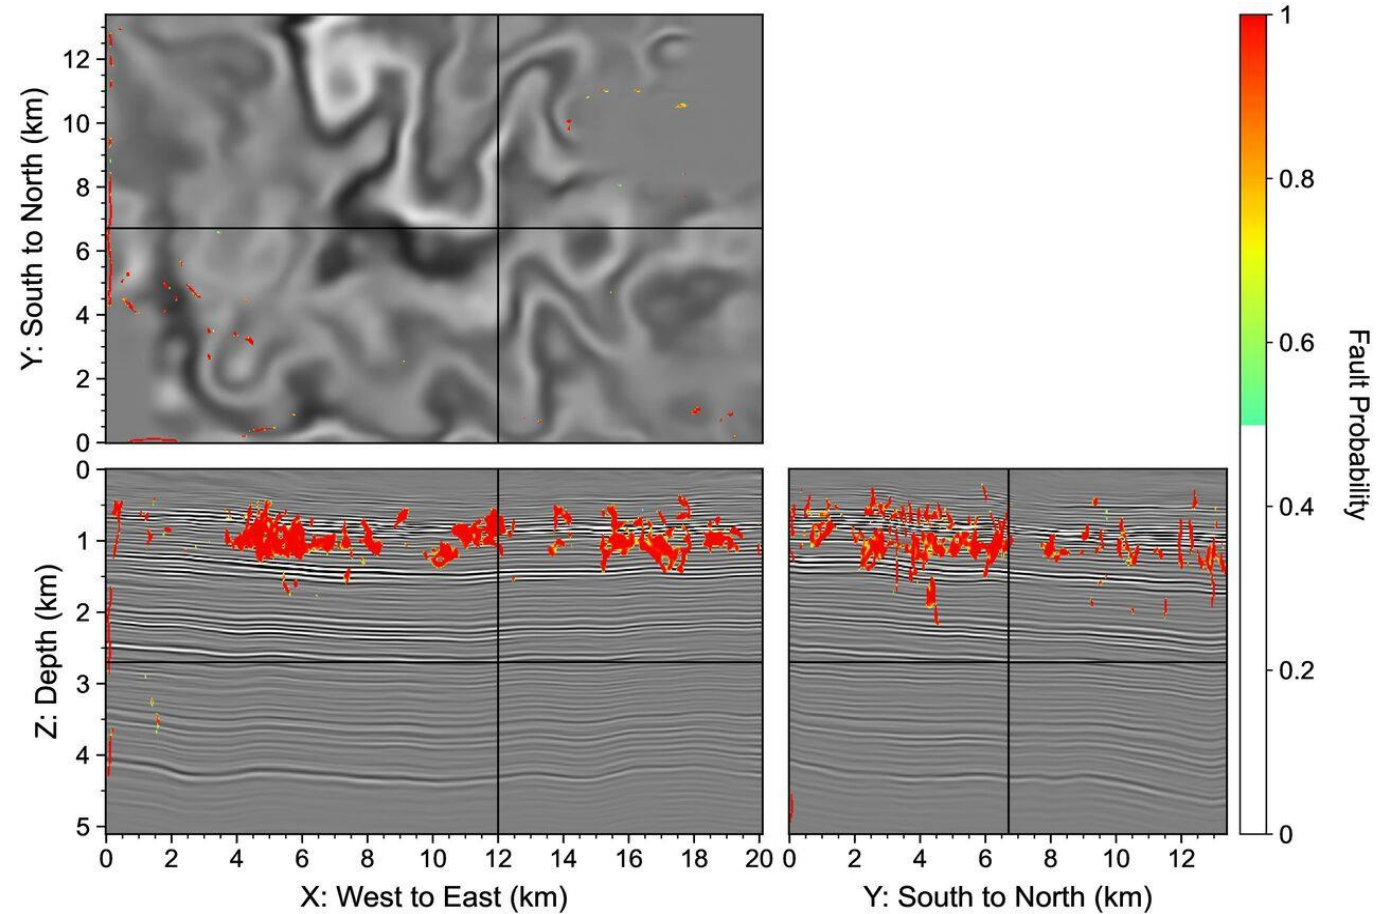 1
12
10
8
6
4
2
0
Y: South to North (km)
0.8
0.6
0.4
0.2
0
Fault Probability
0
1
2
3
4
5
Z: Depth (km)
0 2 4 6 8 10 12 14 16 18 20
0 2 4 6 8 10 12
X: West to East (km)
Y: South to North (km)